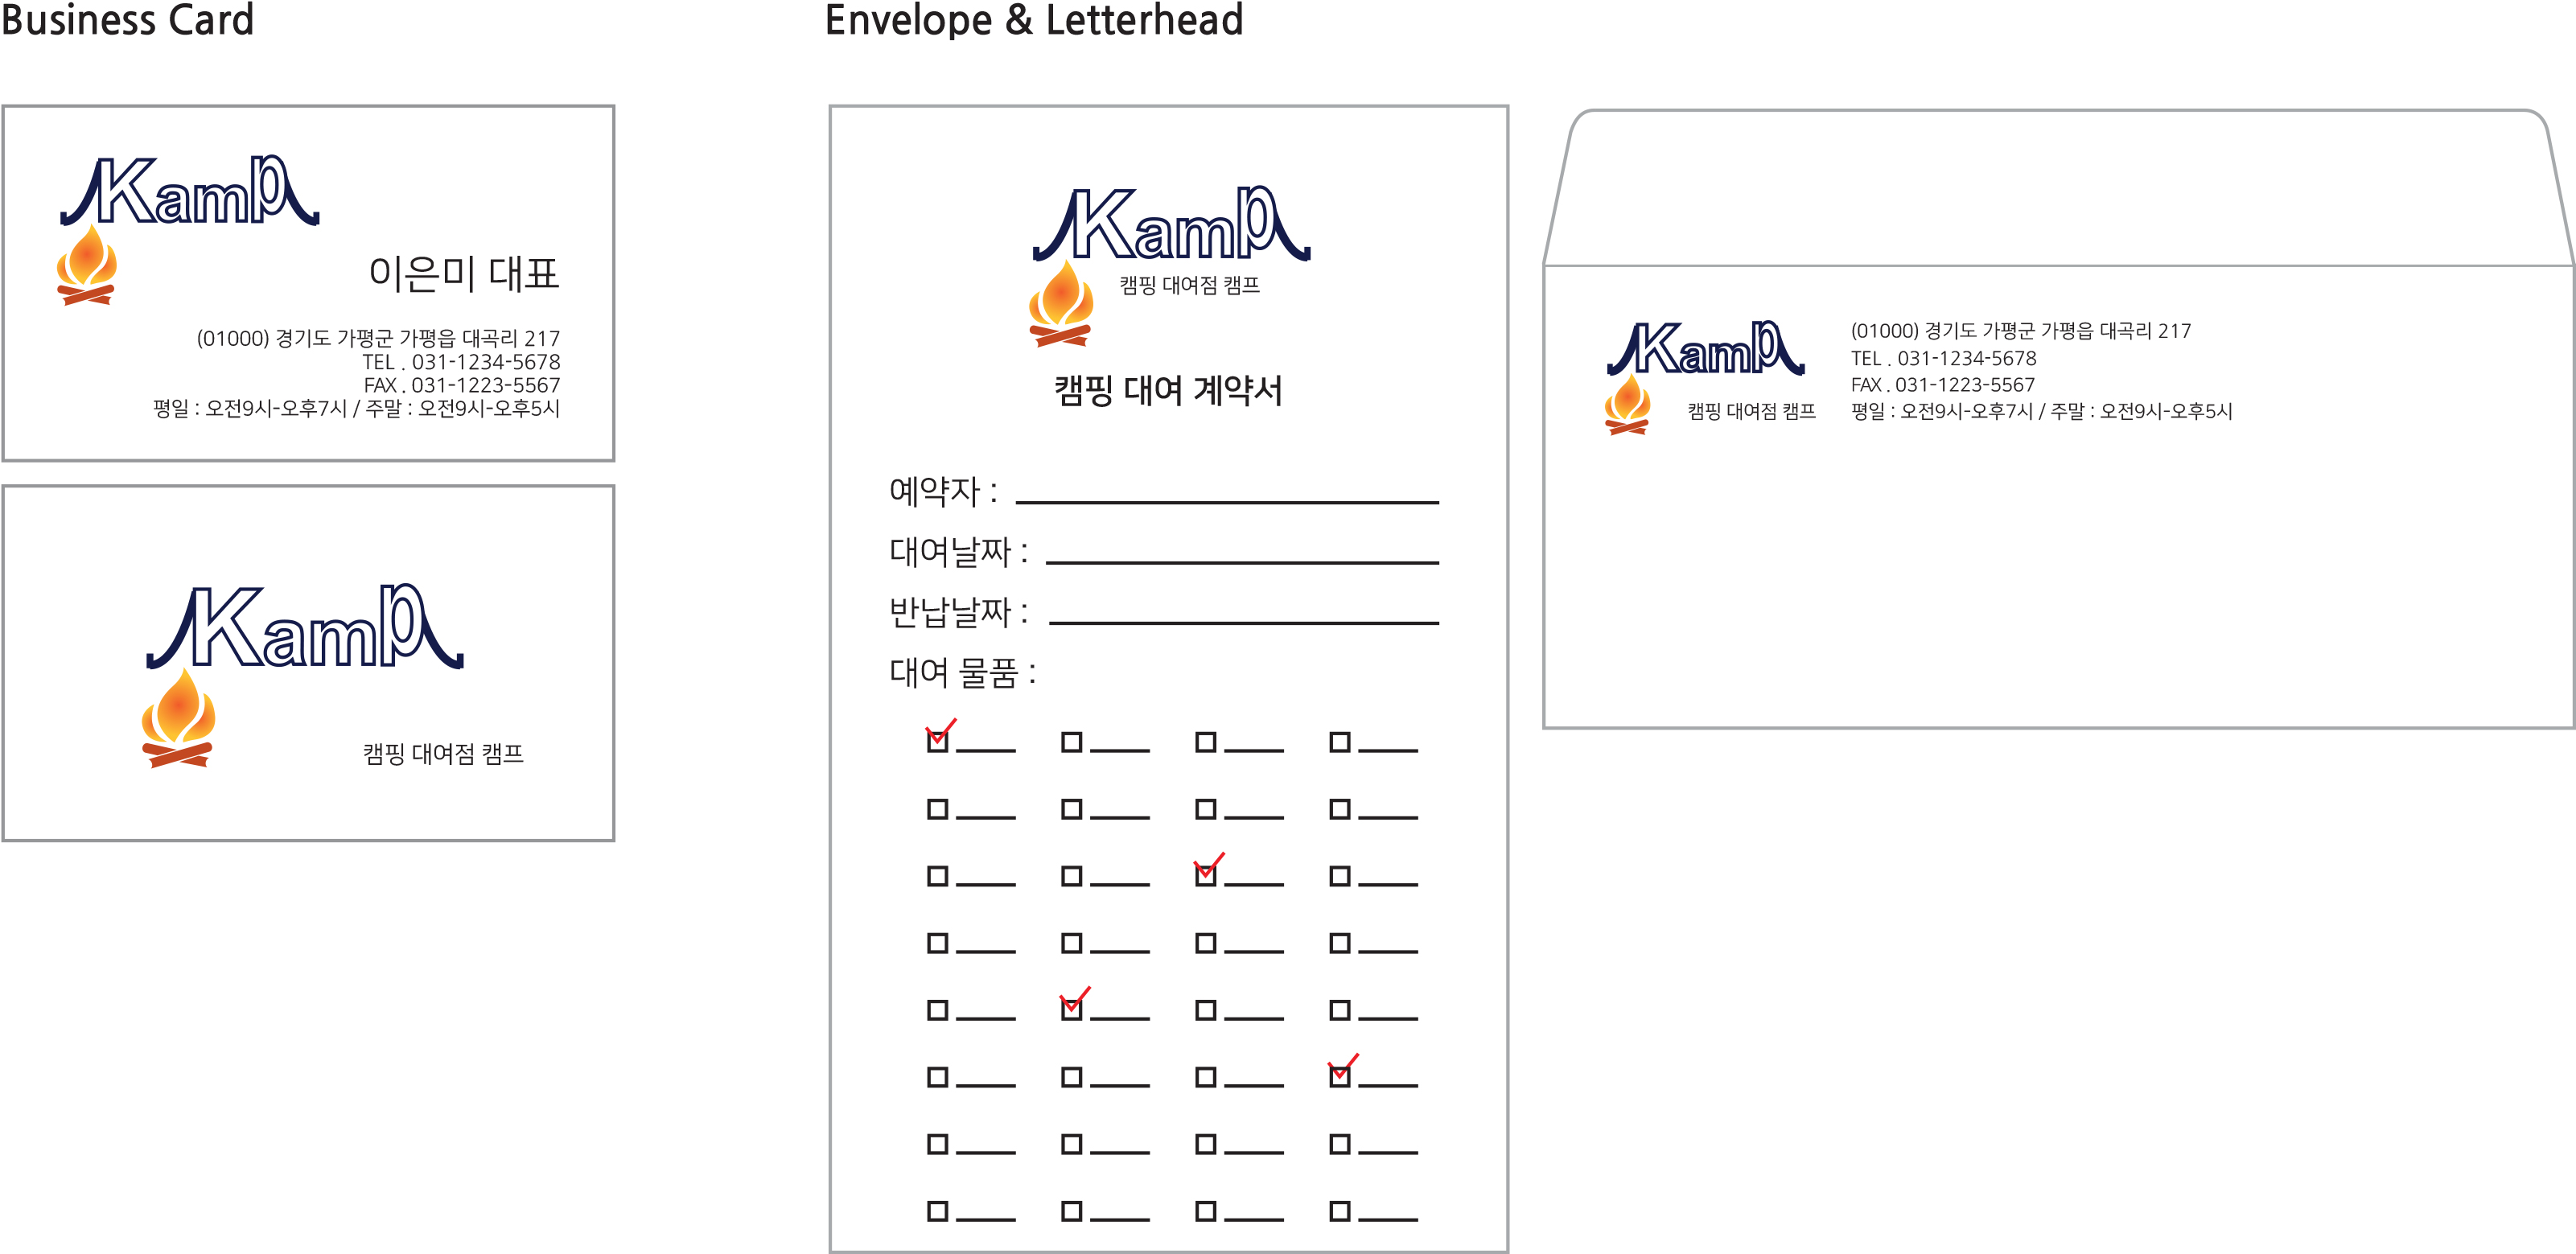 Business Card
Kamp
이은미 대표
(01000) 경기도 가평군 가평읍 대곡리 217
TEL . 031-1234-5678
FAX . 031-1223-5567
평일 : 오전9시-오후7시 / 주말 : 오전9시-오후5시
Kamp
캠핑 대여점 캠프
Envelope & Letterhead
Kamp
캠핑 대여점 캠프
캠핑 대여 계약서
예약자 :
대여날짜 :
반납날짜 :
대여 물품 :
Kamp
캠핑 대여점 캠프
(01000) 경기도 가평군 가평읍 대곡리 217
TEL . 031-1234-5678
FAX . 031-1223-5567
평일 : 오전9시-오후7시 / 주말 : 오전9시-오후5시